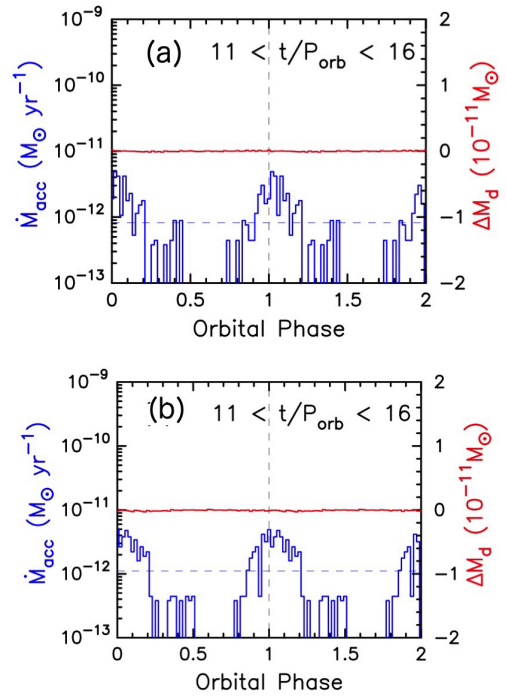 (a) 11 < t/P_orb < 16
10^−9
10^−10
10^−11
10^−12
10^−13
Ṁ_acc (M_⊙ yr^−1)
2
1
0
−1
−2
ΔM_d (10^−11 M_⊙)
0 0.5 1 1.5 2
Orbital Phase
(b) 11 < t/P_orb < 16
10^−9
10^−10
10^−11
10^−12
10^−13
Ṁ_acc (M_⊙ yr^−1)
2
1
0
−1
−2
ΔM_d (10^−11 M_⊙)
0 0.5 1 1.5 2
Orbital Phase